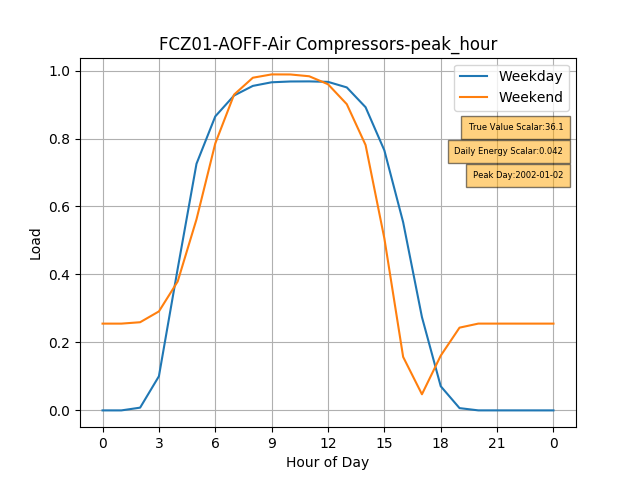 FCZ01-AOFF-Air Compressors-peak_hour
Weekday
Weekend
True Value Scalar:36.1
Daily Energy Scalar:0.042
Peak Day:2002-01-02
1.0
0.8
0.6
0.4
0.2
0.0
Load
0 3 6 9 12 15 18 21 0
Hour of Day